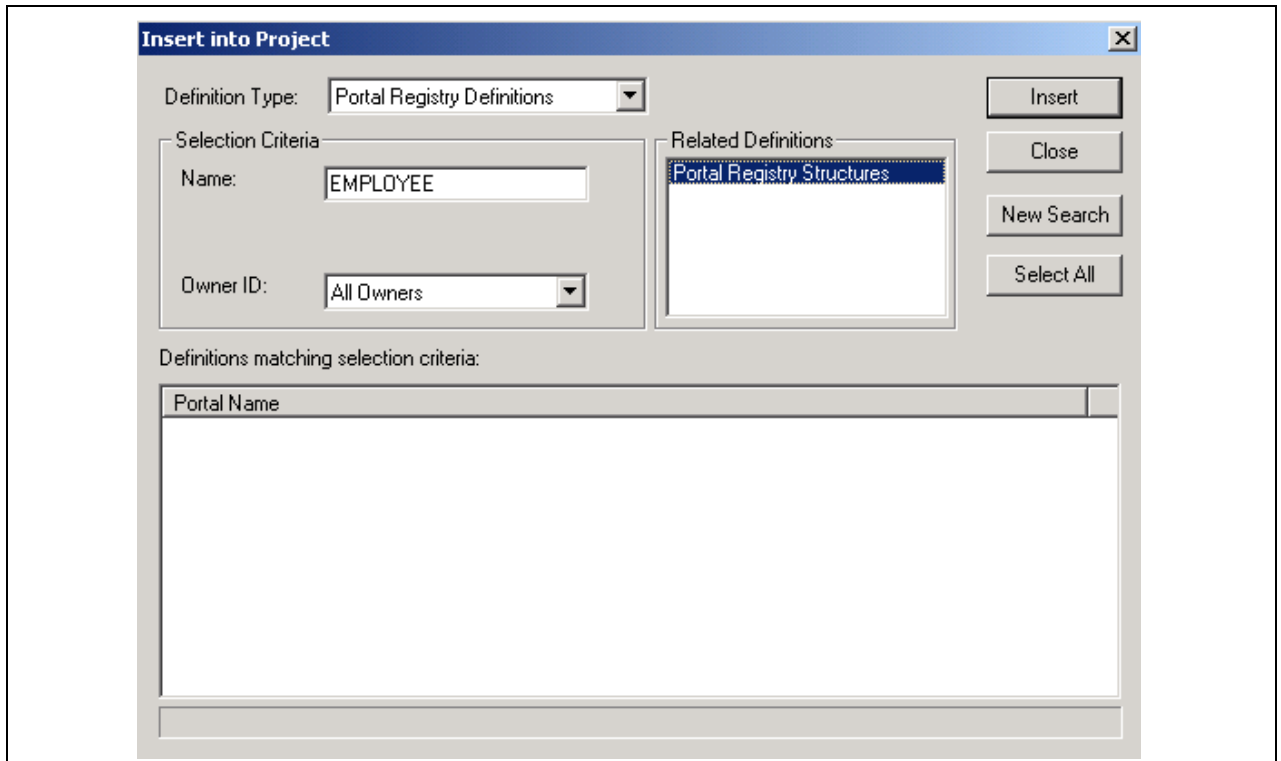 Insert into Project
Definition Type: Portal Registry Definitions
Insert
Selection Criteria
Related Definitions
Close
Name: EMPLOYEE
Portal Registry Structures
New Search
Owner ID: All Owners
Select All
Definitions matching selection criteria:
Portal Name